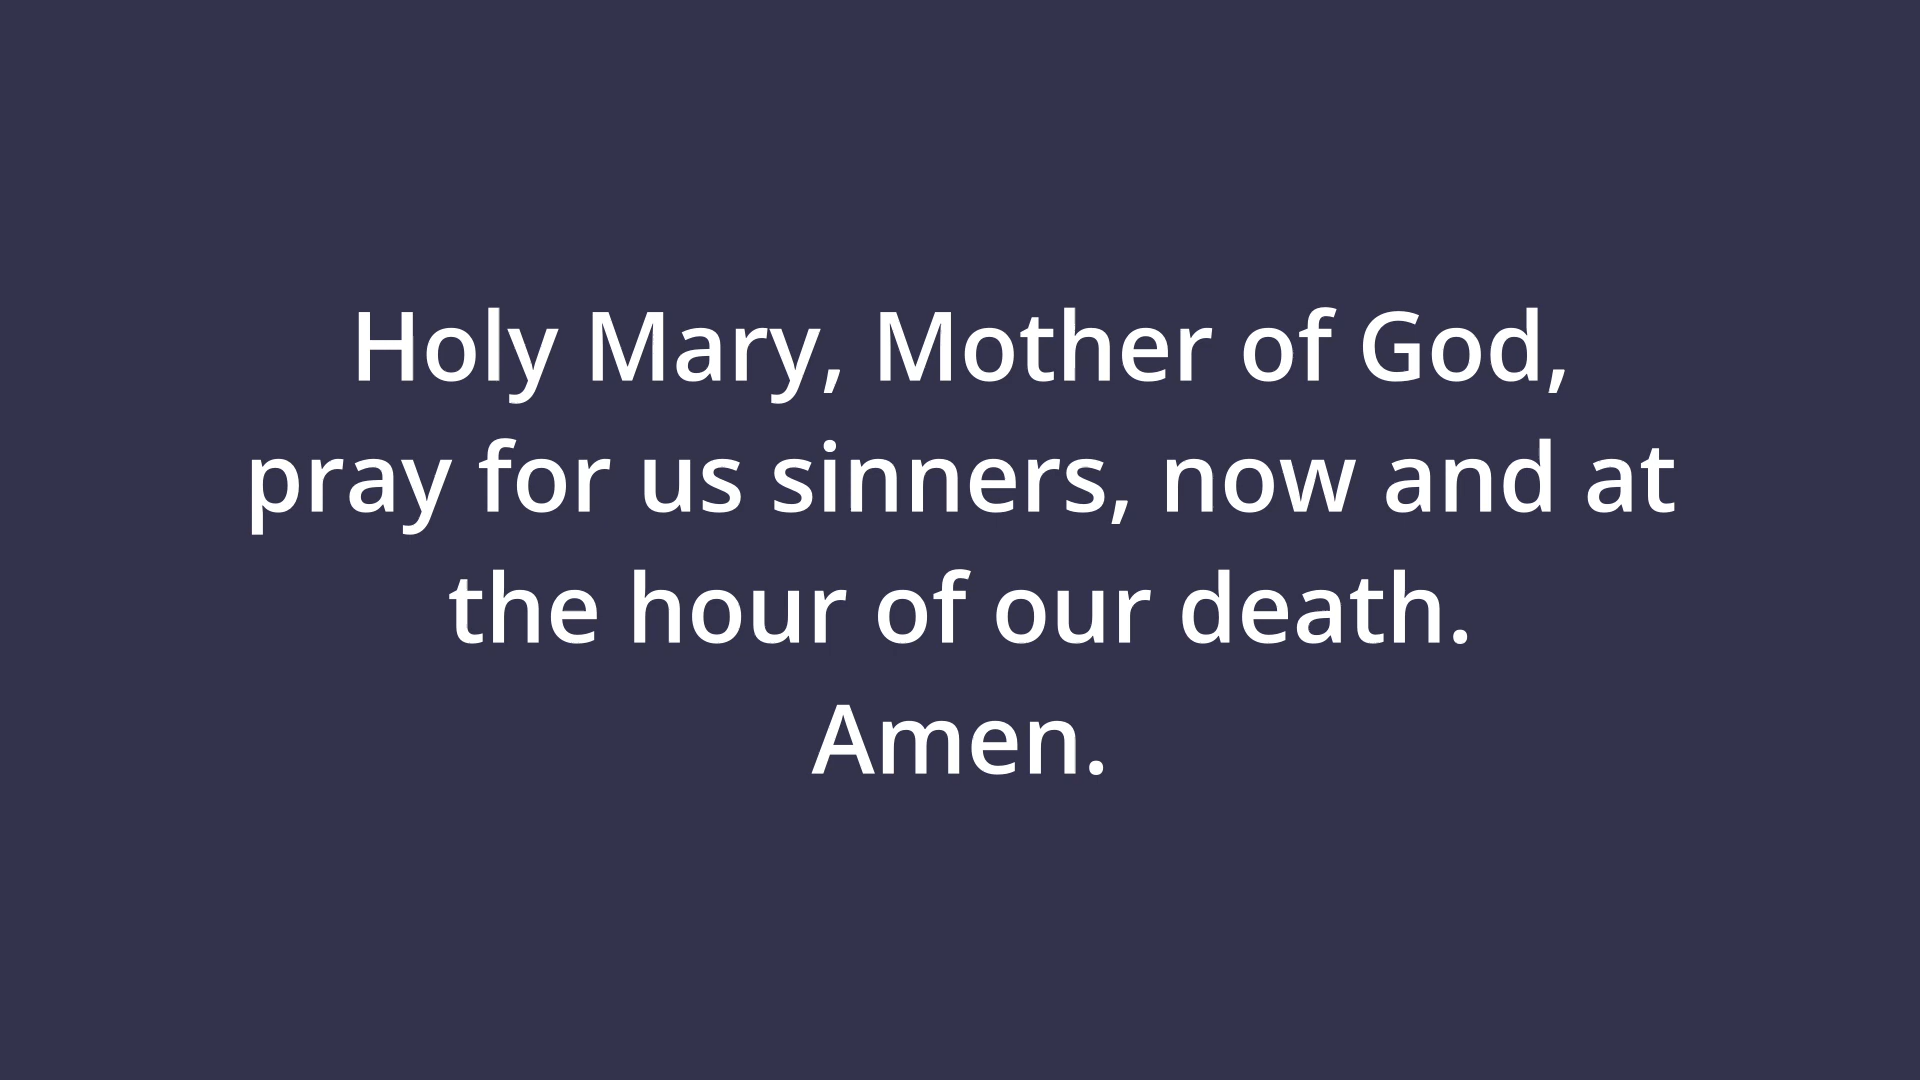 Holy Mary, Mother of God,
pray for us sinners, now and at
the hour of our death.
Amen.